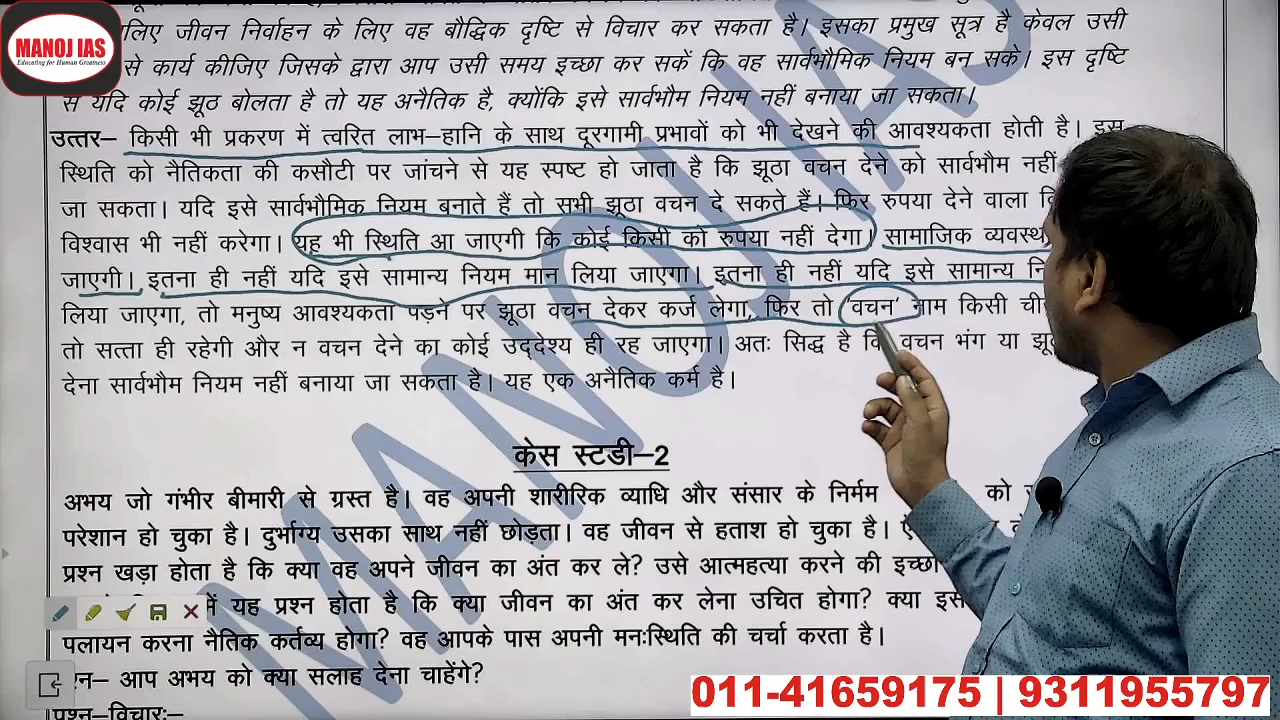 MANOJ IAS
Educating for Human Greatness
लिए जीवन निर्वाहन के लिए वह बौद्धिक दृष्टि से विचार कर सकता है। इसका प्रमुख सूत्र है केवल उसी
से कार्य कीजिए जिसके द्वारा आप उसी समय इच्छा कर सकें कि वह सार्वभौमिक नियम बन सके। इस दृष्टि
से यदि कोई झूठ बोलता है तो यह अनैतिक है, क्योंकि इसे सार्वभौम नियम नहीं बनाया जा सकता।
उत्तर– किसी भी प्रकरण में त्वरित लाभ–हानि के साथ दूरगामी प्रभावों को भी देखने की आवश्यकता होती है। इस
स्थिति को नैतिकता की कसौटी पर जांचने से यह स्पष्ट हो जाता है कि झूठा वचन देने को सार्वभौम नहीं
जा सकता। यदि इसे सार्वभौमिक नियम बनाते हैं तो सभी झूठा वचन दे सकते हैं। फिर रुपया देने वाला
विश्वास भी नहीं करेगा। यह भी स्थिति आ जाएगी कि कोई किसी को रुपया नहीं देगा। सामाजिक
जाएगी। इतना ही नहीं यदि इसे सामान्य नियम मान लिया जाएगा। इतना ही नहीं यदि इसे सामान्य
लिया जाएगा, तो मनुष्य आवश्यकता पड़ने पर झूठा वचन देकर कर्ज लेगा, फिर तो 'वचन' नाम किसी
तो सत्ता ही रहेगी और न वचन देने का कोई उद्देश्य ही रह जाएगा। अतः सिद्ध है कि वचन भंग या
देना सार्वभौम नियम नहीं बनाया जा सकता है। यह एक अनैतिक कर्म है।
केस स्टडी–2
अभय जो गंभीर बीमारी से ग्रस्त है। वह अपनी शारीरिक व्याधि और संसार के निर्मम को
परेशान हो चुका है। दुर्भाग्य उसका साथ नहीं छोड़ता। वह जीवन से हताश हो चुका है।
प्रश्न खड़ा होता है कि क्या वह अपने जीवन का अंत कर ले? उसे आत्महत्या करने की इच्छा
में यह प्रश्न होता है कि क्या जीवन का अंत कर लेना उचित होगा? क्या
पलायन करना नैतिक कर्तव्य होगा? वह आपके पास अपनी मनःस्थिति की चर्चा करता है।
आप अभय को क्या सलाह देना चाहेंगे?
प्रश्न–विचारः–
MANOJ IAS
011-41659175 | 9311955797